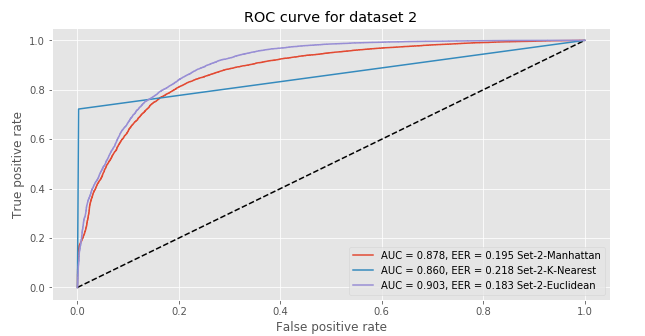 ROC curve for dataset 2
True positive rate
1.0
0.8
0.6
0.4
0.2
0.0
AUC = 0.878, EER = 0.195 Set-2-Manhattan
AUC = 0.860, EER = 0.218 Set-2-K-Nearest
AUC = 0.903, EER = 0.183 Set-2-Euclidean
0.0 0.2 0.4 0.6 0.8 1.0
False positive rate